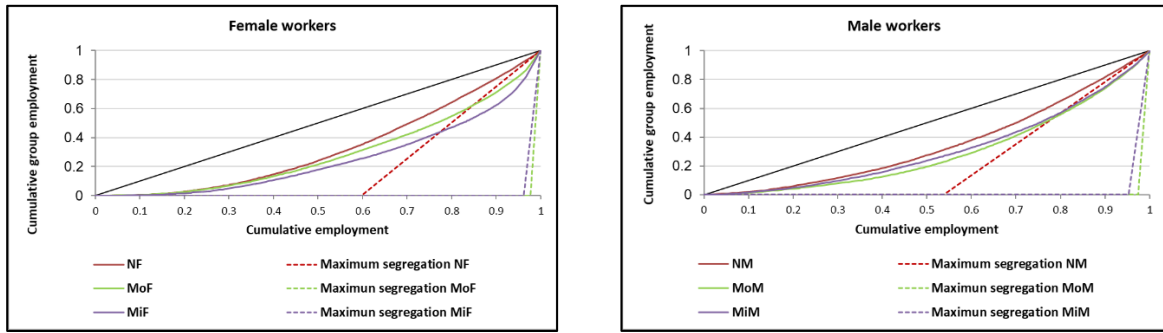 Female workers
Cumulative group employment
1
0.8
0.6
0.4
0.2
0
0 0.1 0.2 0.3 0.4 0.5 0.6 0.7 0.8 0.9 1
Cumulative employment
NF Maximum segregation NF
MoF Maximun segregation MoF
MiF Maximun segregation MiF
Male workers
Cumulative group employment
1
0.8
0.6
0.4
0.2
0
0 0.1 0.2 0.3 0.4 0.5 0.6 0.7 0.8 0.9 1
Cumulative employment
NM Maximum segregation NM
MoM Maximun segregation MoM
MiM Maximun segregation MiM